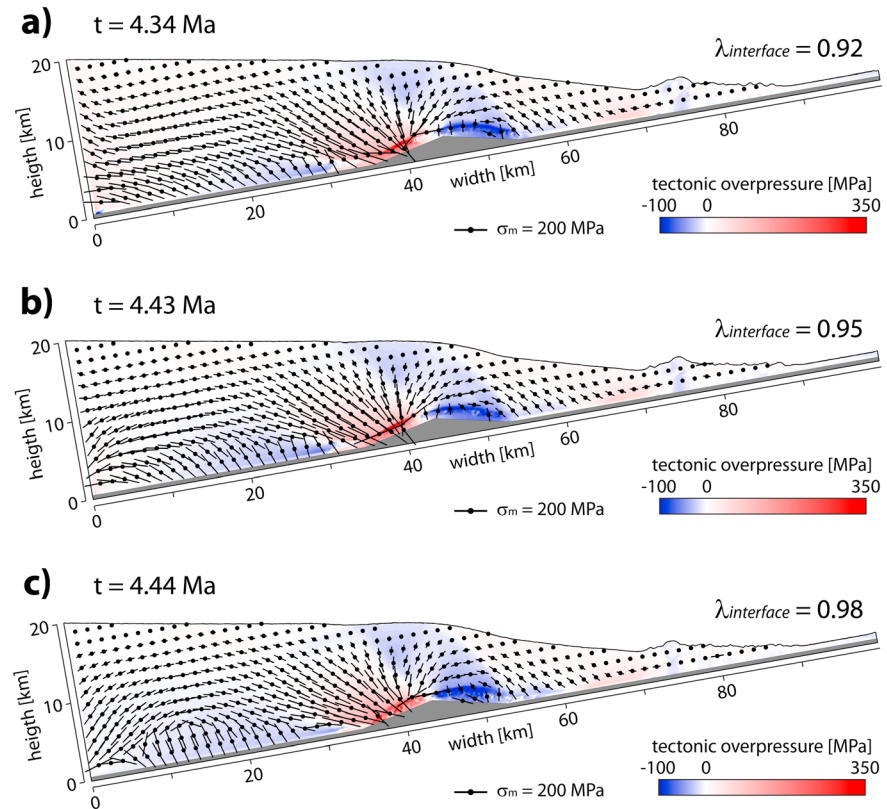 a) t = 4.34 Ma
λinterface = 0.92
20
10
0
heigth [km]
0
20
40
60
80
width [km]
σm = 200 MPa
tectonic overpressure [MPa]
-100 0 350
b) t = 4.43 Ma
λinterface = 0.95
20
10
0
heigth [km]
0
20
40
60
80
width [km]
σm = 200 MPa
tectonic overpressure [MPa]
-100 0 350
c) t = 4.44 Ma
λinterface = 0.98
20
10
0
heigth [km]
0
20
40
60
80
width [km]
σm = 200 MPa
tectonic overpressure [MPa]
-100 0 350